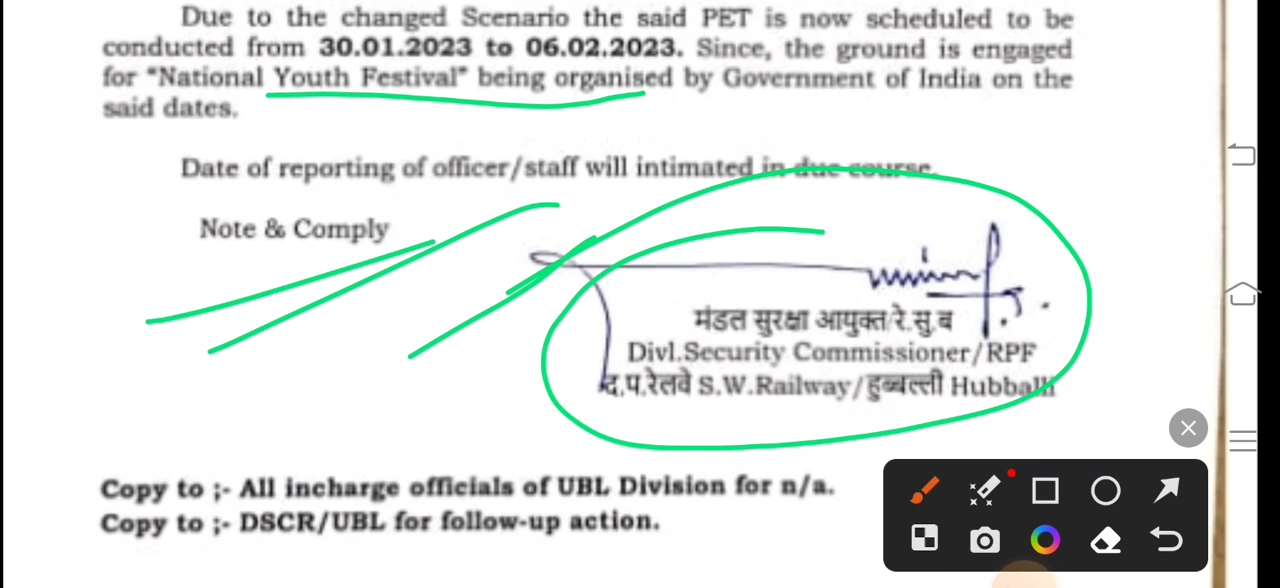 Due to the changed Scenario the said PET is now scheduled to be
conducted from 30.01.2023 to 06.02.2023. Since, the ground is engaged
for "National Youth Festival" being organised by Government of India on the
said dates.
Date of reporting of officer/staff will intimated in due course.
Note & Comply
मंडल सुरक्षा आयुक्त/रे.सु.ब
Divl.Security Commissioner/RPF
द.प.रेलवे S.W.Railway/हुब्बल्ली Hubballi
Copy to ;- All incharge officials of UBL Division for n/a.
Copy to ;- DSCR/UBL for follow-up action.